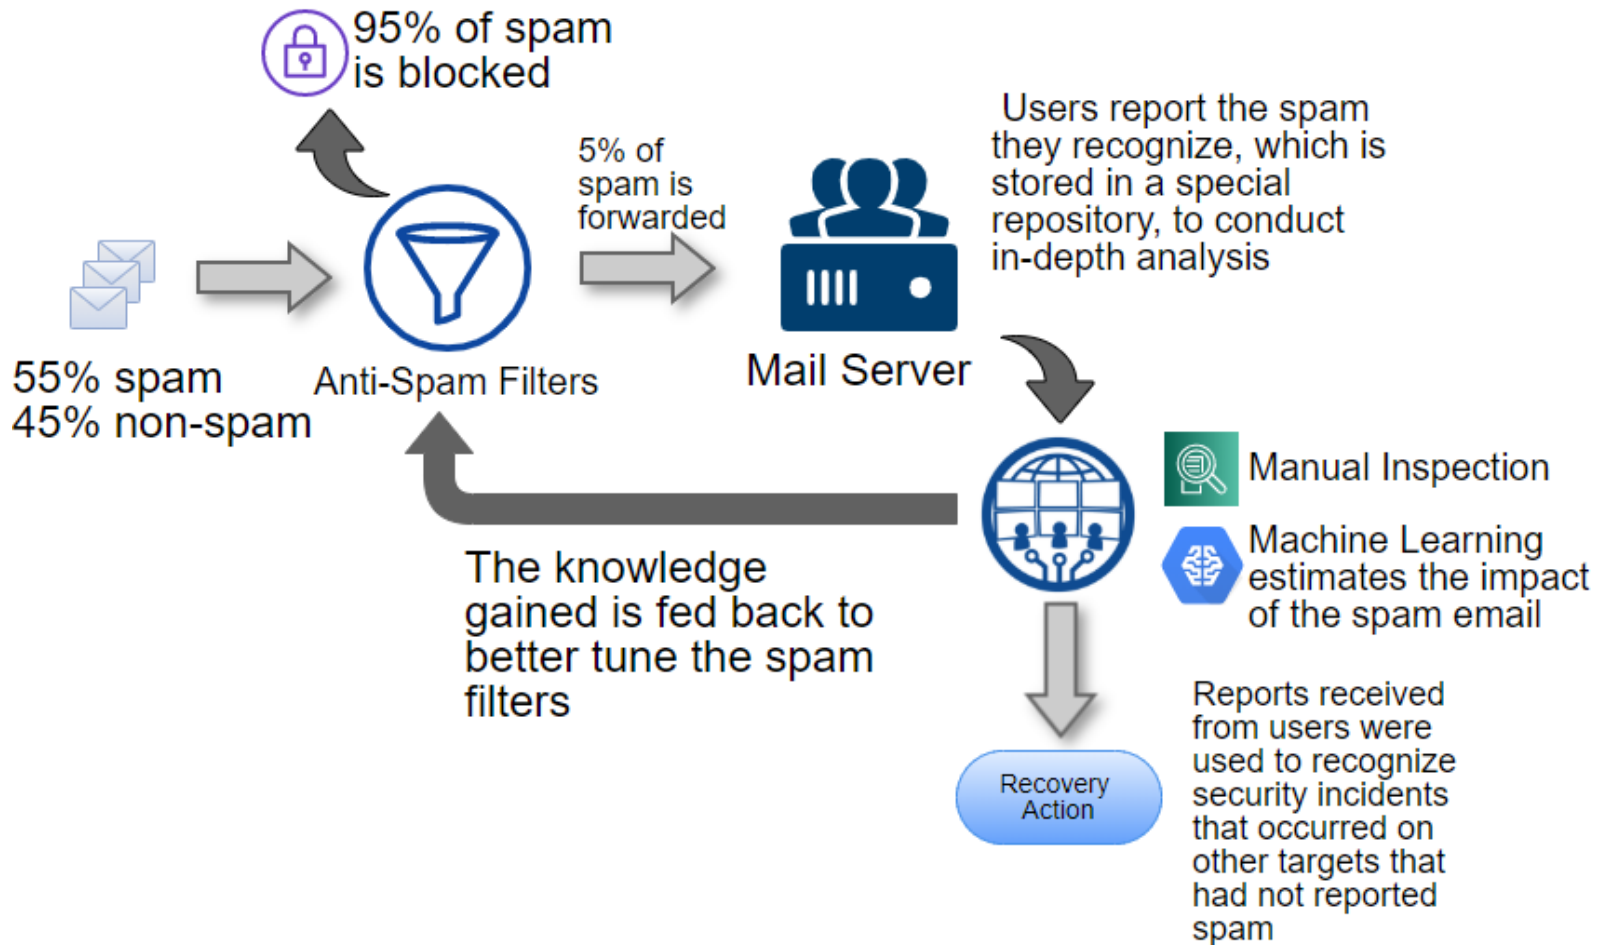 95% of spam
is blocked
5% of
spam is
forwarded
Users report the spam
they recognize, which is
stored in a special
repository, to conduct
in-depth analysis
55% spam
45% non-spam
Anti-Spam Filters
Mail Server
Manual Inspection
Machine Learning
estimates the impact
of the spam email
The knowledge
gained is fed back to
better tune the spam
filters
Recovery
Action
Reports received
from users were
used to recognize
security incidents
that occurred on
other targets that
had not reported
spam